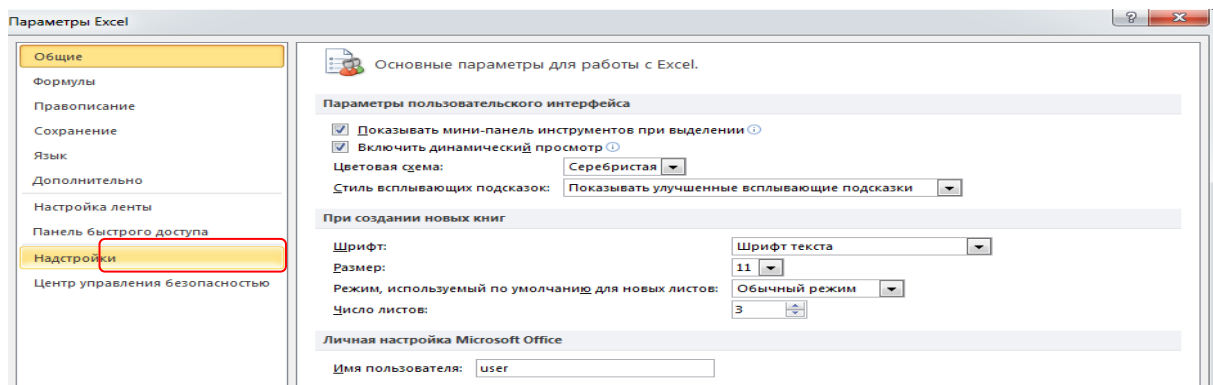 Параметры Excel
Общие
Формулы
Правописание
Сохранение
Язык
Дополнительно
Настройка ленты
Панель быстрого доступа
Надстройки
Центр управления безопасностью
Основные параметры для работы с Excel.
Параметры пользовательского интерфейса
Показывать мини-панель инструментов при выделении
Включить динамический просмотр
Цветовая схема: Серебристая
Стиль всплывающих подсказок: Показывать улучшенные всплывающие подсказки
При создании новых книг
Шрифт: Шрифт текста
Размер: 11
Режим, используемый по умолчанию для новых листов: Обычный режим
Число листов: 3
Личная настройка Microsoft Office
Имя пользователя: user